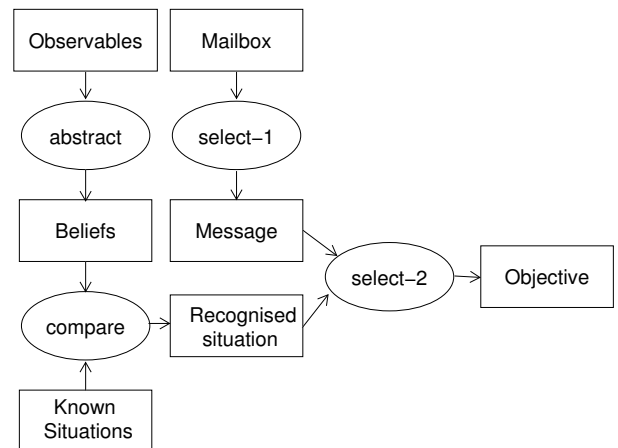 Observables
Mailbox
abstract
select−1
Beliefs
Message
select−2
Objective
compare
Recognised
situation
Known
Situations